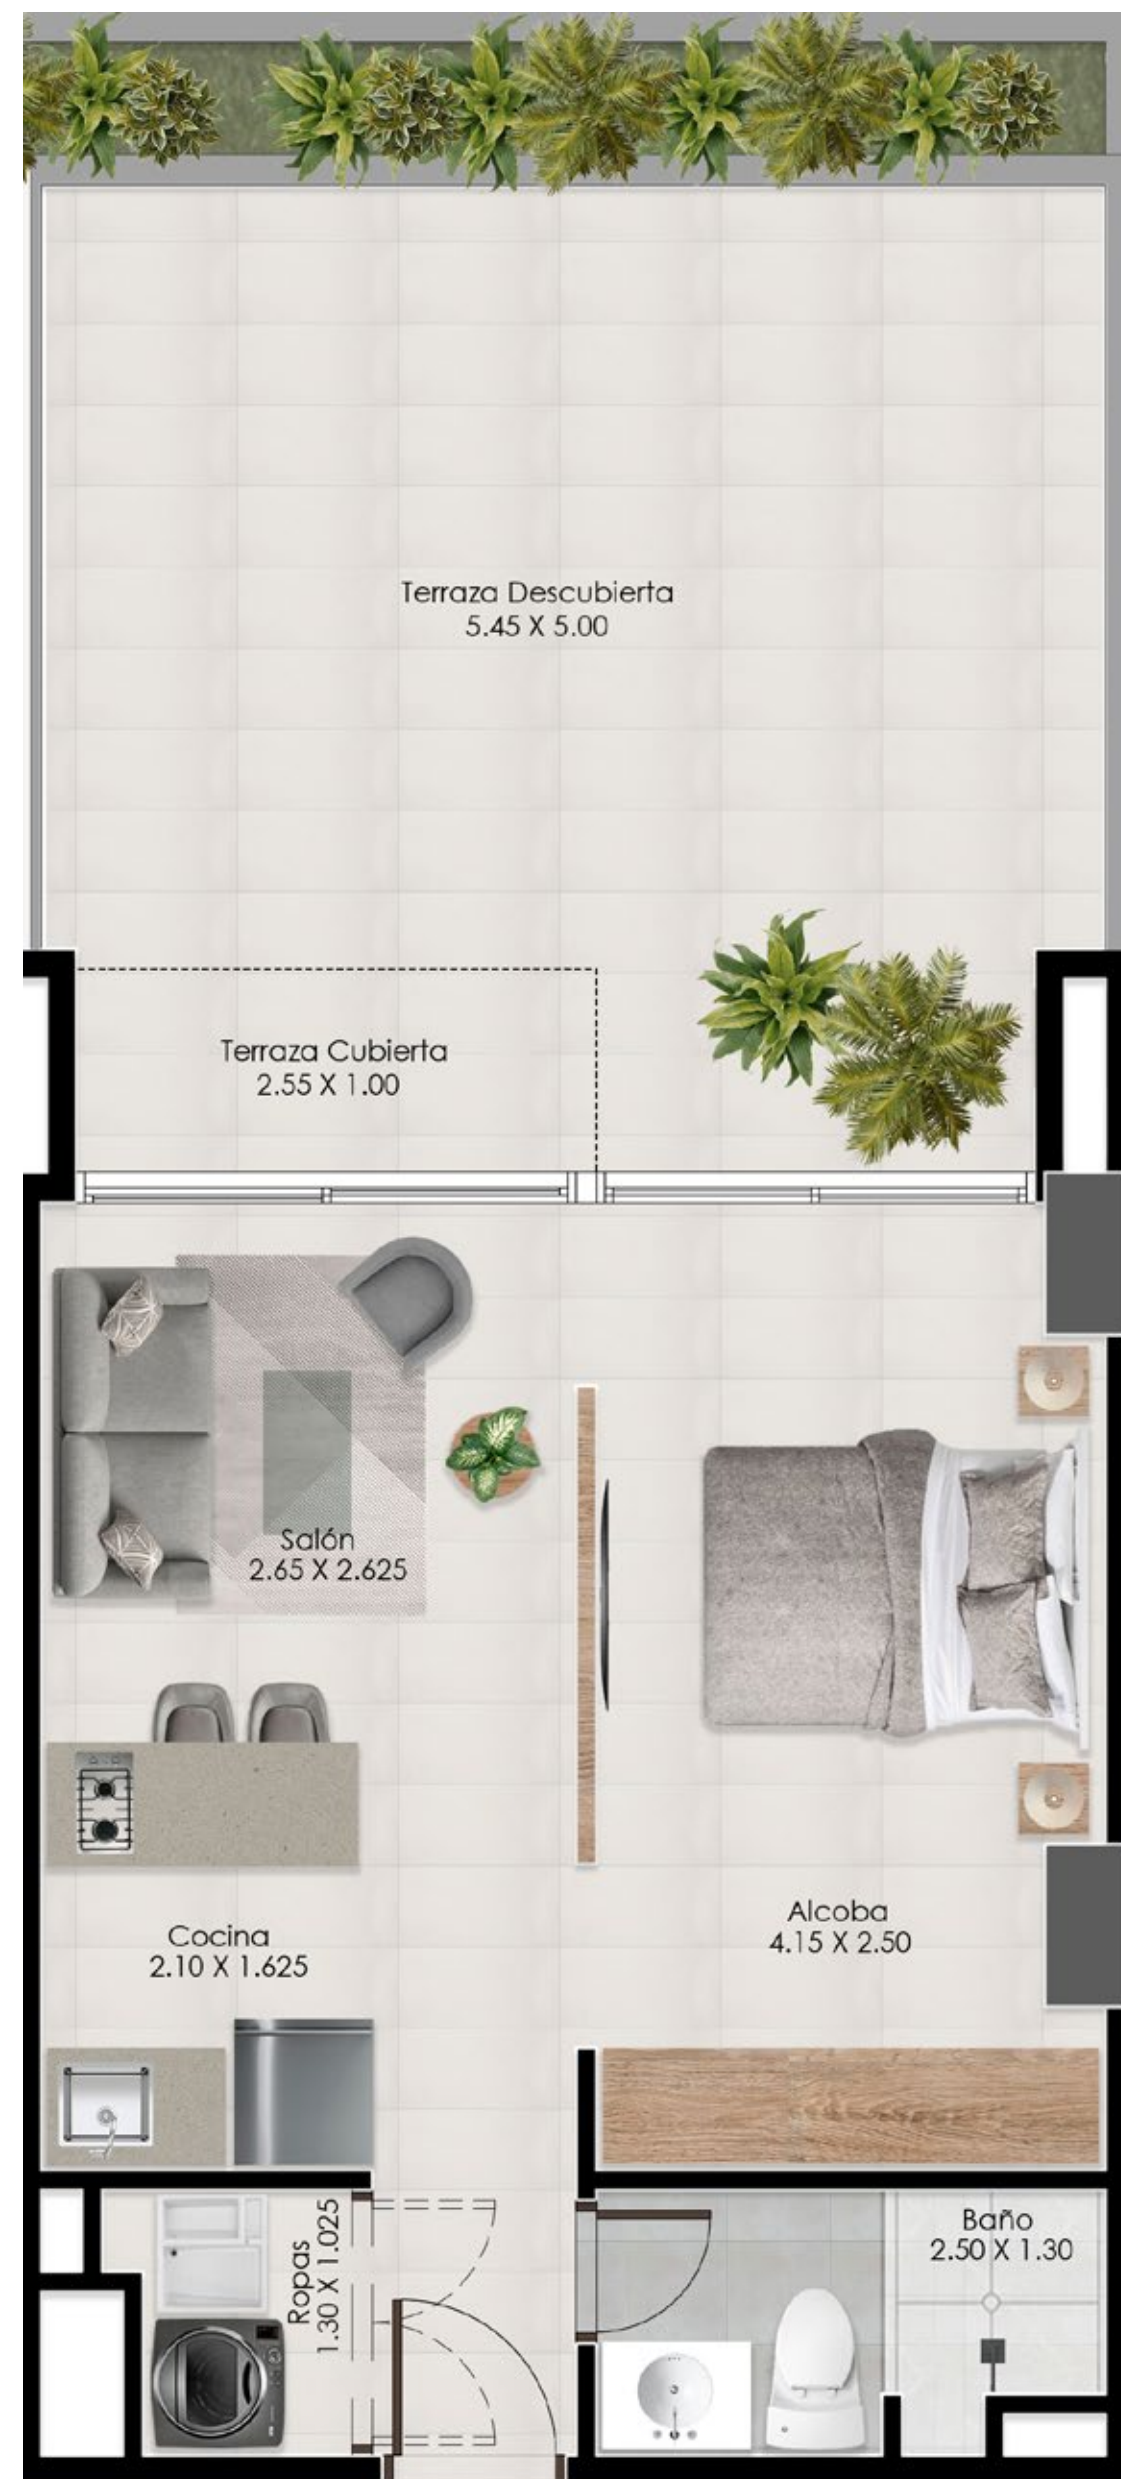 Terraza Descubierta
5.45 X 5.00
Terraza Cubierta
2.55 X 1.00
Salón
2.65 X 2.625
Cocina
2.10 X 1.625
Alcoba
4.15 X 2.50
Ropas
1.30 X 1.025
Baño
2.50 X 1.30